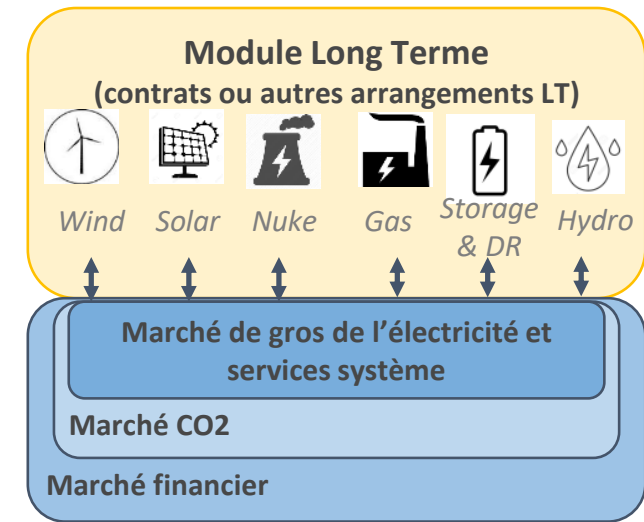 Module Long Terme
(contrats ou autres arrangements LT)
Wind Solar Nuke Gas Storage & DR Hydro
Marché de gros de l’électricité et
services système
Marché CO2
Marché financier